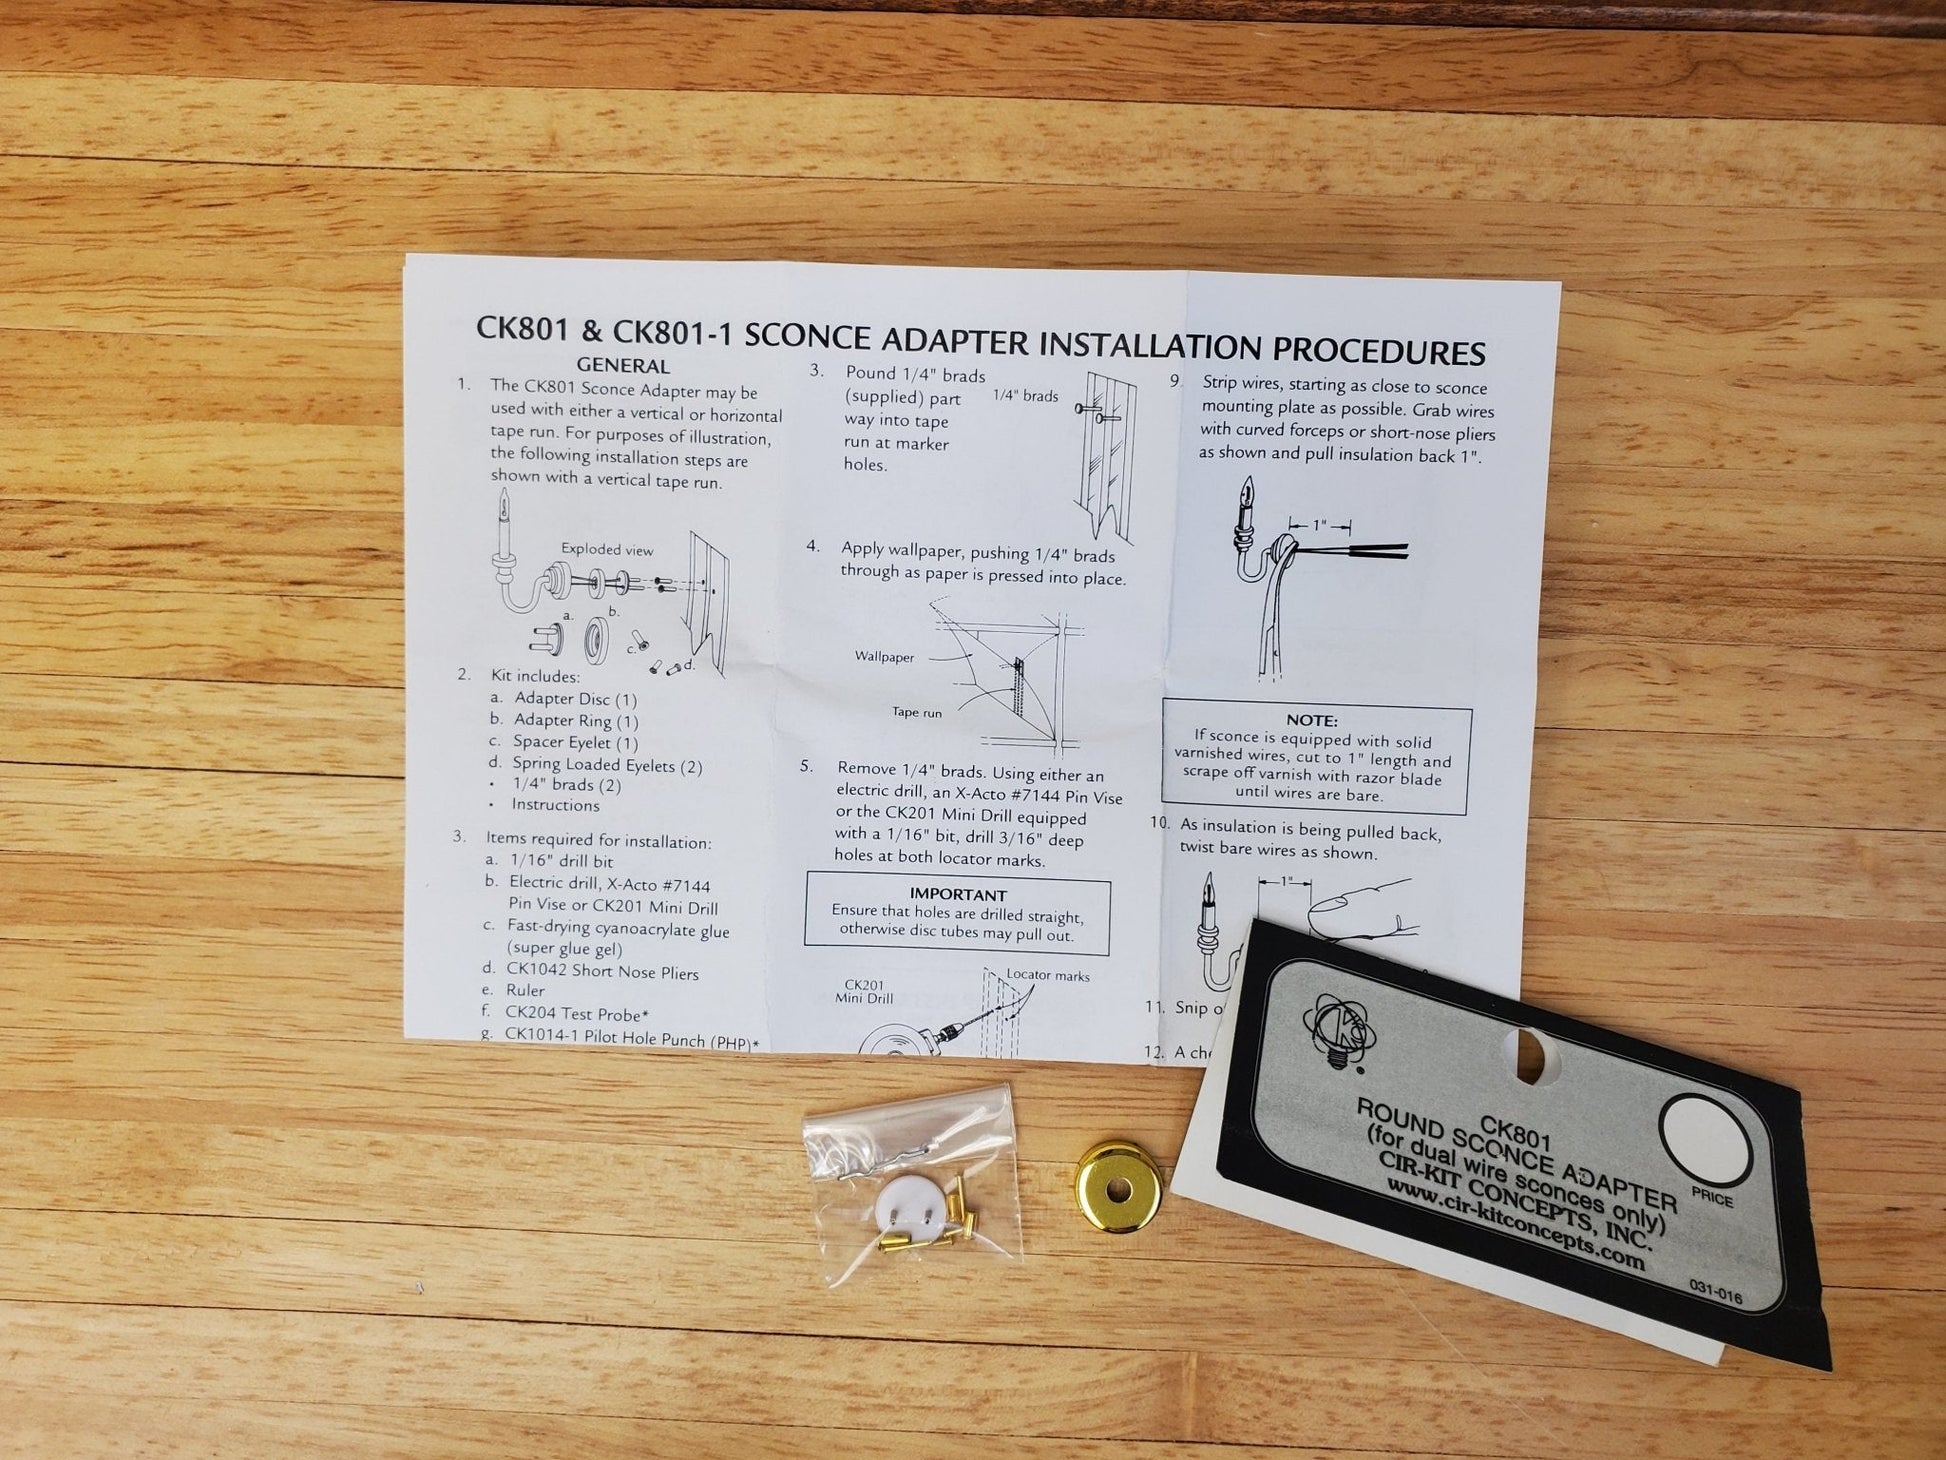 CK801 & CK801-1 SCONCE ADAPTER INSTALLATION PROCEDURES
GENERAL
1. The CK801 Sconce Adapter may be
used with either a vertical or horizontal
tape run. For purposes of illustration,
the following installation steps are
shown with a vertical tape run.
Exploded view
a.
b.
c.
d.
2. Kit includes:
a. Adapter Disc (1)
b. Adapter Ring (1)
c. Spacer Eyelet (1)
d. Spring Loaded Eyelets (2)
• 1/4" brads (2)
• Instructions
3. Items required for installation:
a. 1/16" drill bit
b. Electric drill, X-Acto #7144
Pin Vise or CK201 Mini Drill
c. Fast-drying cyanoacrylate glue
(super glue gel)
d. CK1042 Short Nose Pliers
e. Ruler
f. CK204 Test Probe*
g. CK1014-1 Pilot Hole Punch (PHP)*
3. Pound 1/4" brads
(supplied) part
way into tape
run at marker
holes.
1/4" brads
4. Apply wallpaper, pushing 1/4" brads
through as paper is pressed into place.
Wallpaper
Tape run
5. Remove 1/4" brads. Using either an
electric drill, an X-Acto #7144 Pin Vise
or the CK201 Mini Drill equipped
with a 1/16" bit, drill 3/16" deep
holes at both locator marks.
IMPORTANT
Ensure that holes are drilled straight,
otherwise disc tubes may pull out.
CK201
Mini Drill
Locator marks
9. Strip wires, starting as close to sconce
mounting plate as possible. Grab wires
with curved forceps or short-nose pliers
as shown and pull insulation back 1".
1"
NOTE:
If sconce is equipped with solid
varnished wires, cut to 1" length and
scrape off varnish with razor blade
until wires are bare.
10. As insulation is being pulled back,
twist bare wires as shown.
1"
11. Snip o
12. A che
CK801
ROUND SCONCE ADAPTER
(for dual wire sconces only)
CIR-KIT CONCEPTS, INC.
www.cir-kitconcepts.com
PRICE
031-016